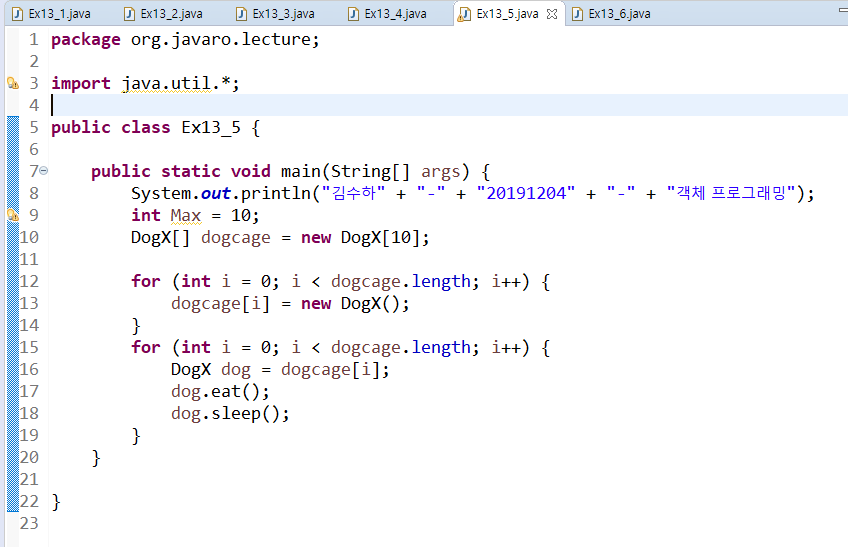 Ex13_1.java Ex13_2.java Ex13_3.java Ex13_4.java Ex13_5.java Ex13_6.java
1 package org.javaro.lecture;
2
3 import java.util.*;
4
5 public class Ex13_5 {
6
7 public static void main(String[] args) {
8 System.out.println("김수하" + "-" + "20191204" + "-" + "객체 프로그래밍");
9 int Max = 10;
10 DogX[] dogcage = new DogX[10];
11
12 for (int i = 0; i < dogcage.length; i++) {
13 dogcage[i] = new DogX();
14 }
15 for (int i = 0; i < dogcage.length; i++) {
16 DogX dog = dogcage[i];
17 dog.eat();
18 dog.sleep();
19 }
20 }
21
22 }
23